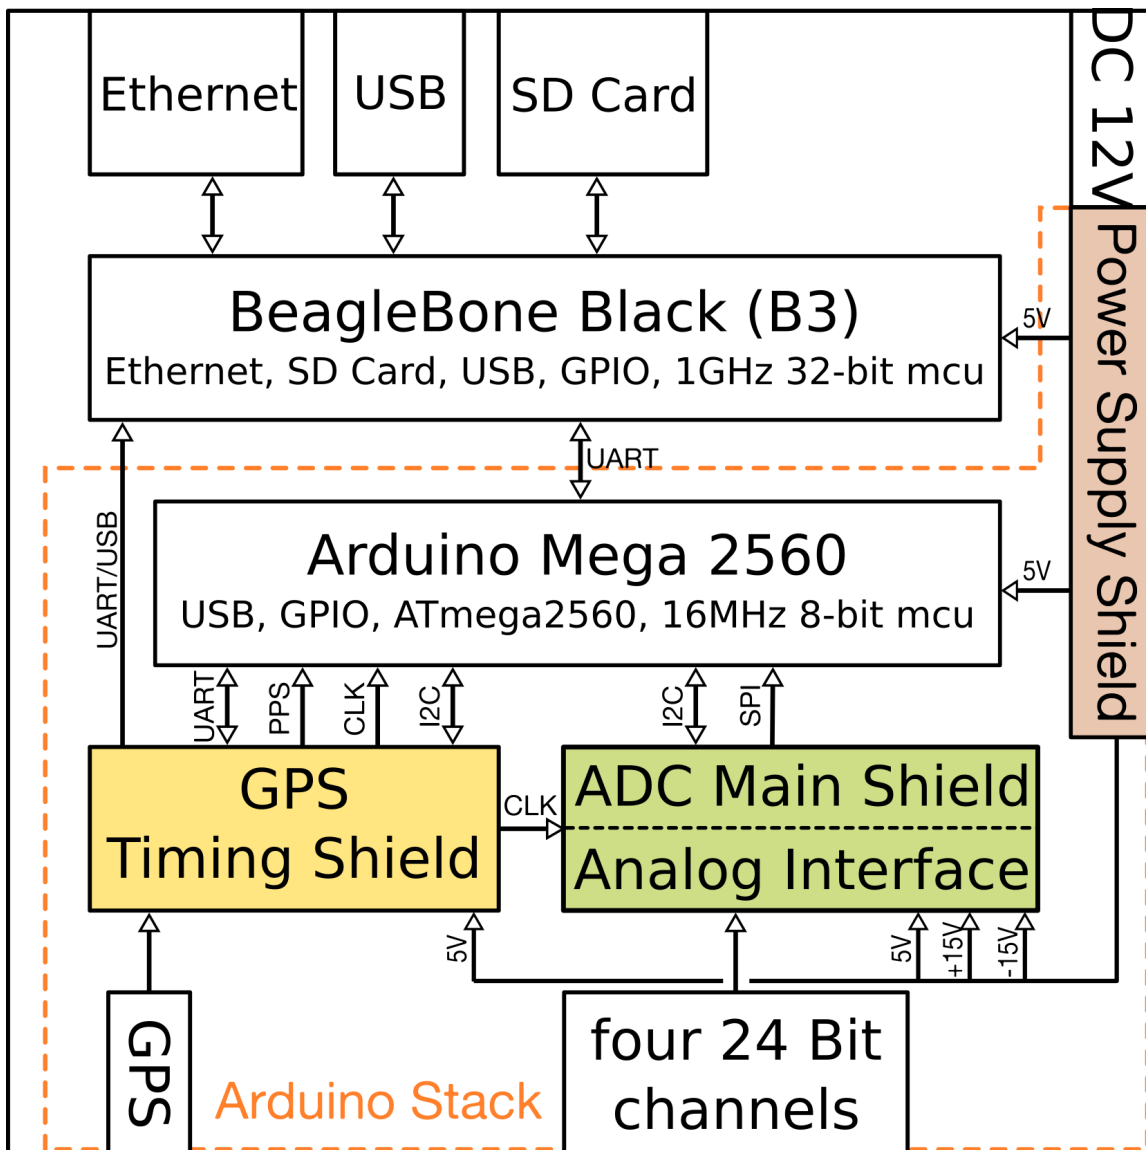 Ethernet
USB
SD Card
DC 12V
BeagleBone Black (B3)
Ethernet, SD Card, USB, GPIO, 1GHz 32-bit mcu
5V
Power Supply Shield
UART
UART/USB
Arduino Mega 2560
USB, GPIO, ATmega2560, 16MHz 8-bit mcu
5V
UART
PPS
CLK
I2C
I2C
SPI
GPS
Timing Shield
CLK
ADC Main Shield
Analog Interface
5V
5V
+15V
-15V
GPS
Arduino Stack
four 24 Bit
channels